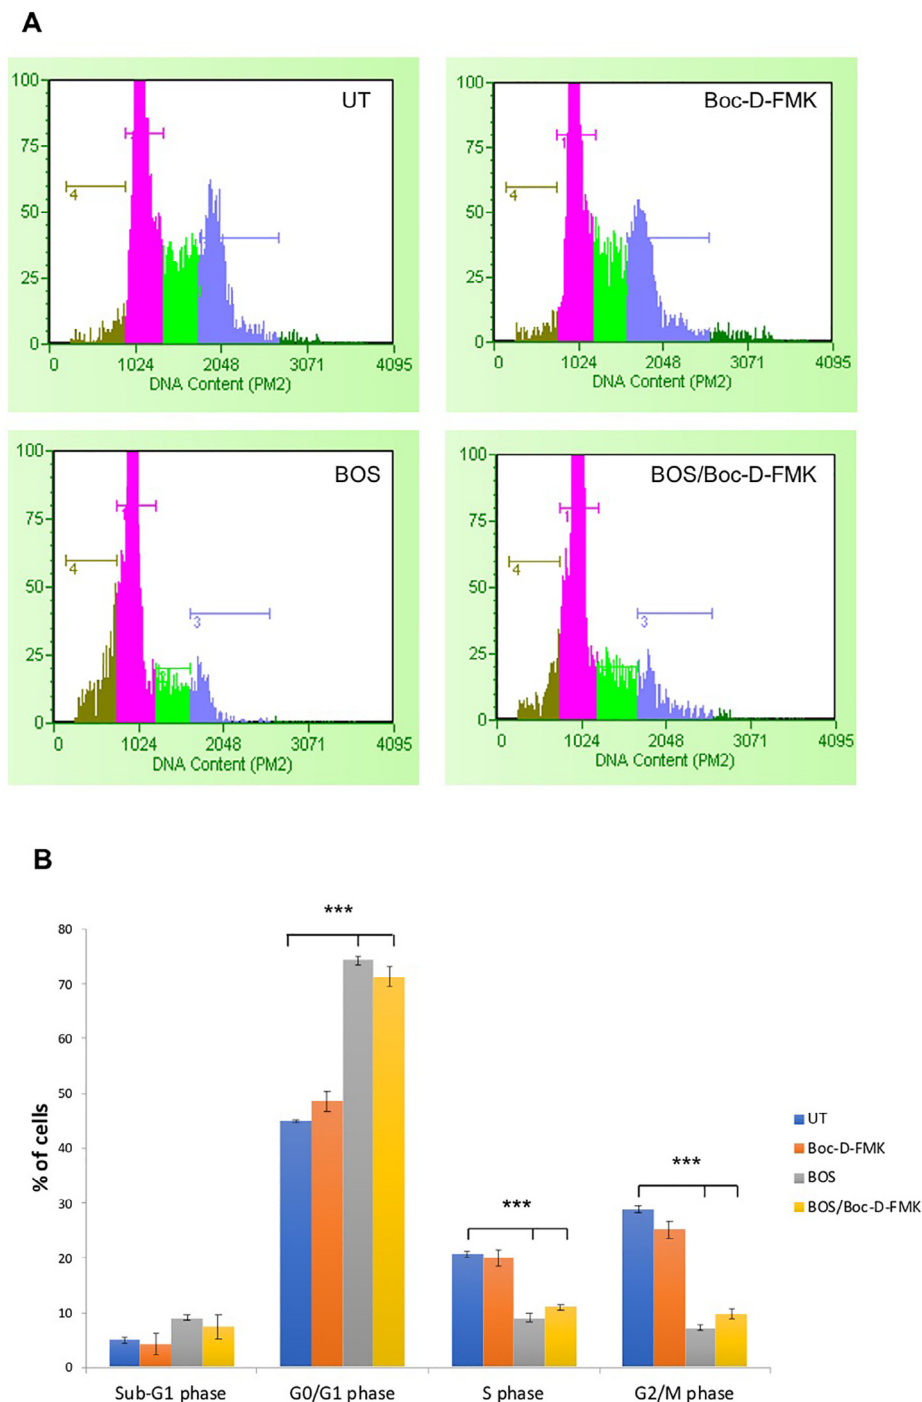 A
UT
100
75
50
25
0
4
0 1024 2048 3071 4095
DNA Content (PM2)
Boc-D-FMK
100
75
50
25
0
4
1
0 1024 2048 3071 4095
DNA Content (PM2)
BOS
100
75
50
25
0
4
3
0 1024 2048 3071 4095
DNA Content (PM2)
BOS/Boc-D-FMK
100
75
50
25
0
4
1
3
0 1024 2048 3071 4095
DNA Content (PM2)
B
% of cells
80
70
60
50
40
30
20
10
0
***
***
***
Sub-G1 phase G0/G1 phase S phase G2/M phase
UT
Boc-D-FMK
BOS
BOS/Boc-D-FMK